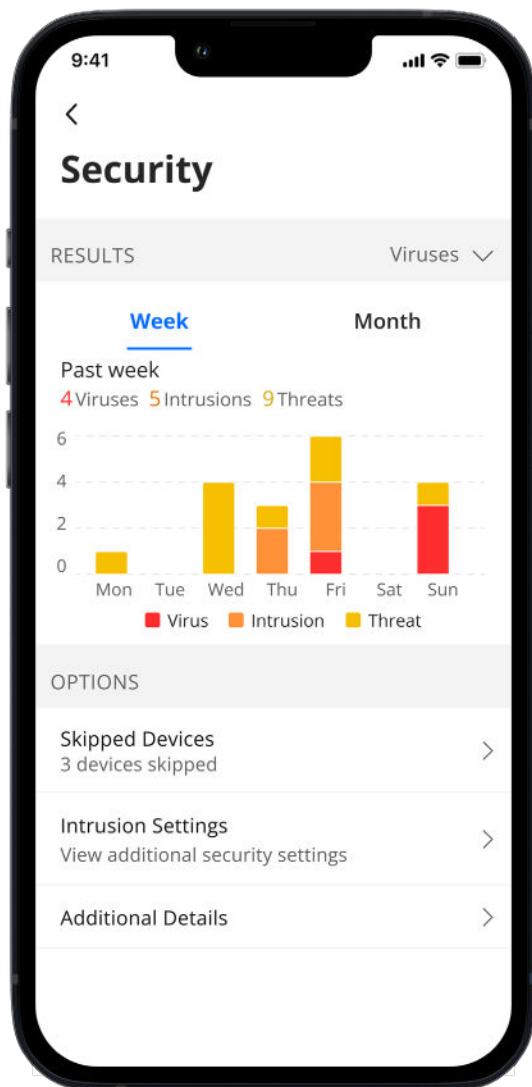 9:41
Security
RESULTS
Viruses
Week
Month
Past week
4 Viruses 5 Intrusions 9 Threats
6
4
2
0
Mon Tue Wed Thu Fri Sat Sun
Virus Intrusion Threat
OPTIONS
Skipped Devices
3 devices skipped
Intrusion Settings
View additional security settings
Additional Details